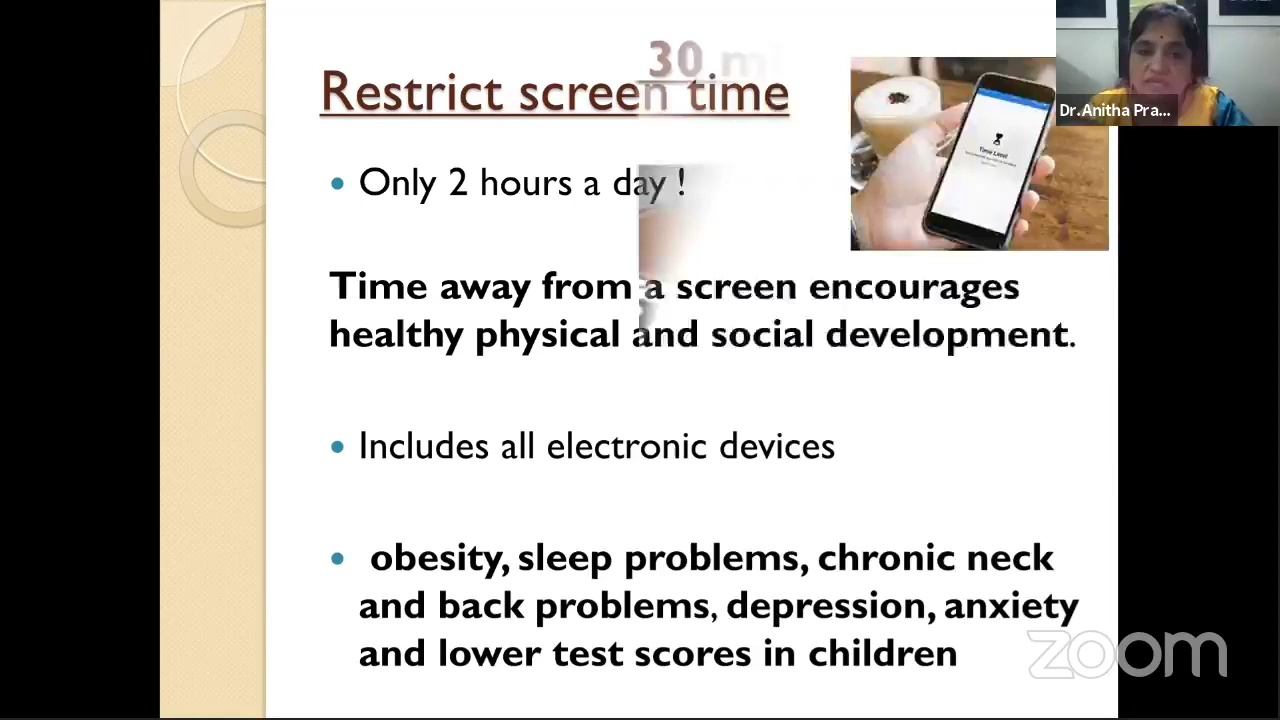 30 mi
Restrict screen time
Only 2 hours a day !
Time away from a screen encourages
healthy physical and social development.
Includes all electronic devices
obesity, sleep problems, chronic neck
and back problems, depression, anxiety
and lower test scores in children
Time Limit
Dr.Anitha Pra...
zoom